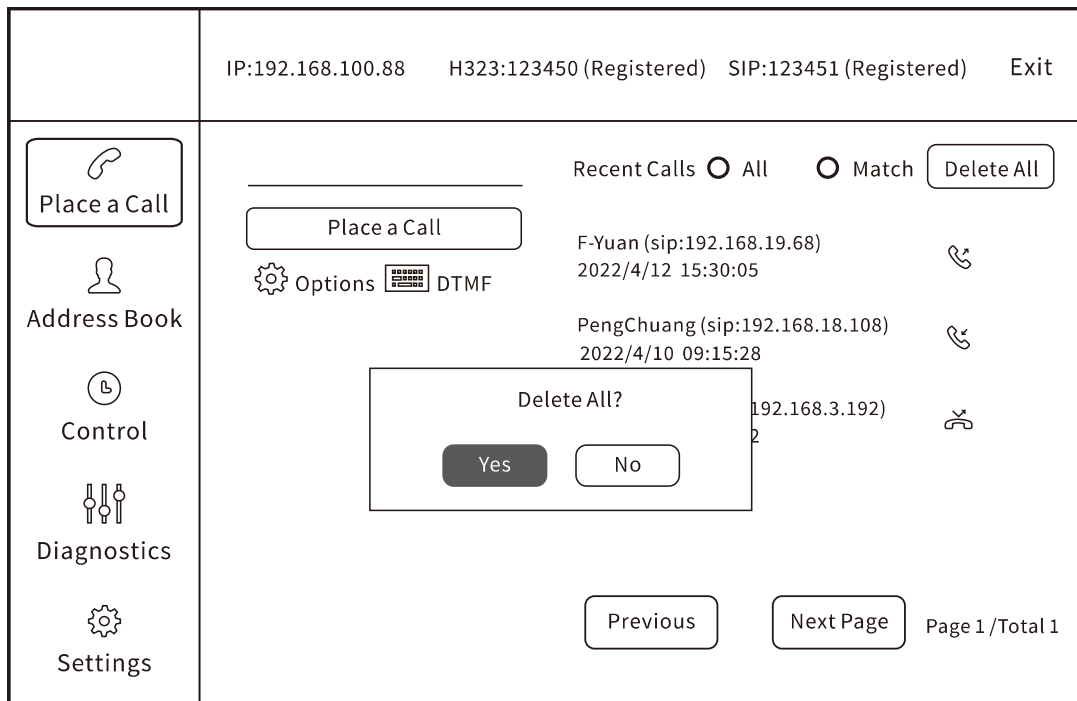 IP:192.168.100.88 H323:123450 (Registered) SIP:123451 (Registered) Exit
Place a Call
Address Book
Control
Diagnostics
Settings
Recent Calls All Match Delete All
Place a Call
Options DTMF
F-Yuan (sip:192.168.19.68)
2022/4/12 15:30:05
PengChuang (sip:192.168.18.108)
2022/4/10 09:15:28
192.168.3.192)
2
Delete All?
Yes No
Previous Next Page Page 1 /Total 1